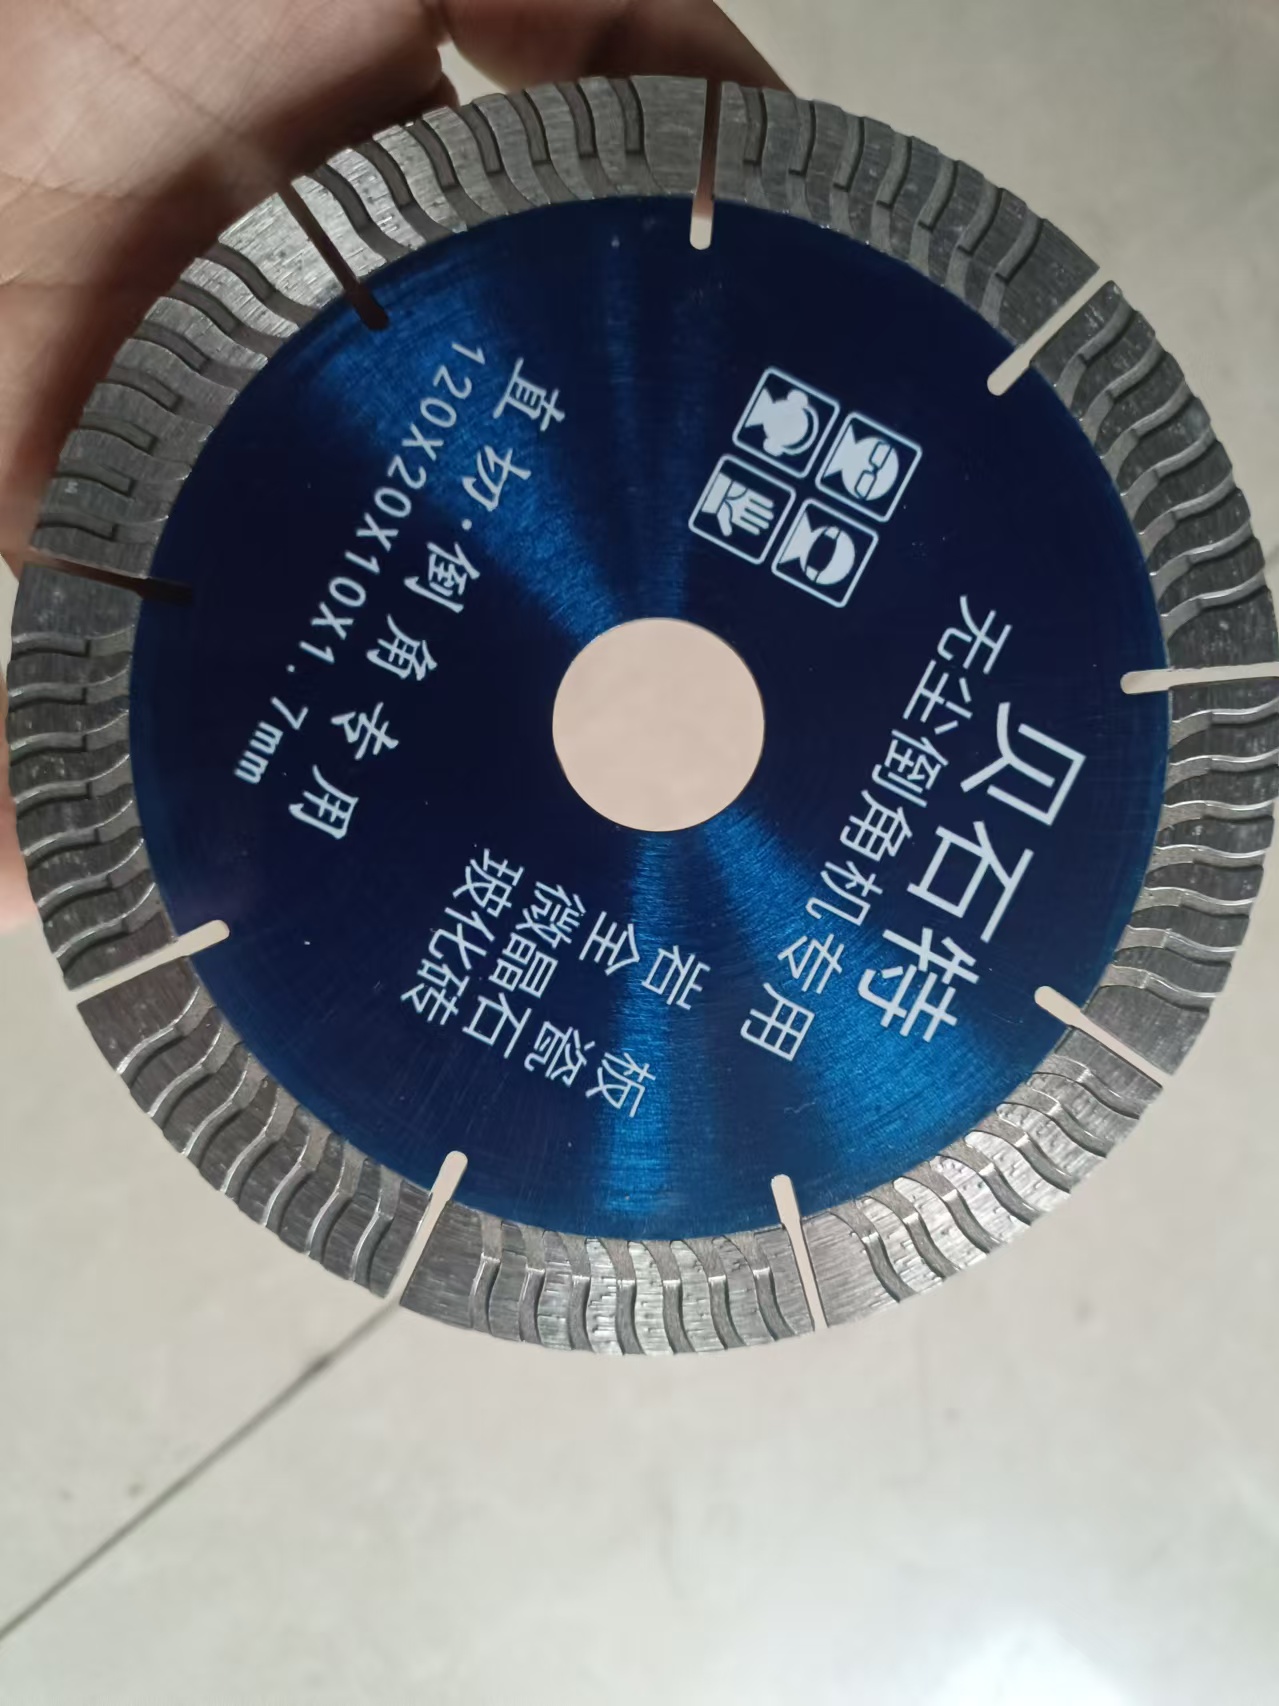 贝石特
无尘倒角机专用
岩板
全瓷
微晶石
玻化砖
直切·倒角专用
120X20X10X1.7mm